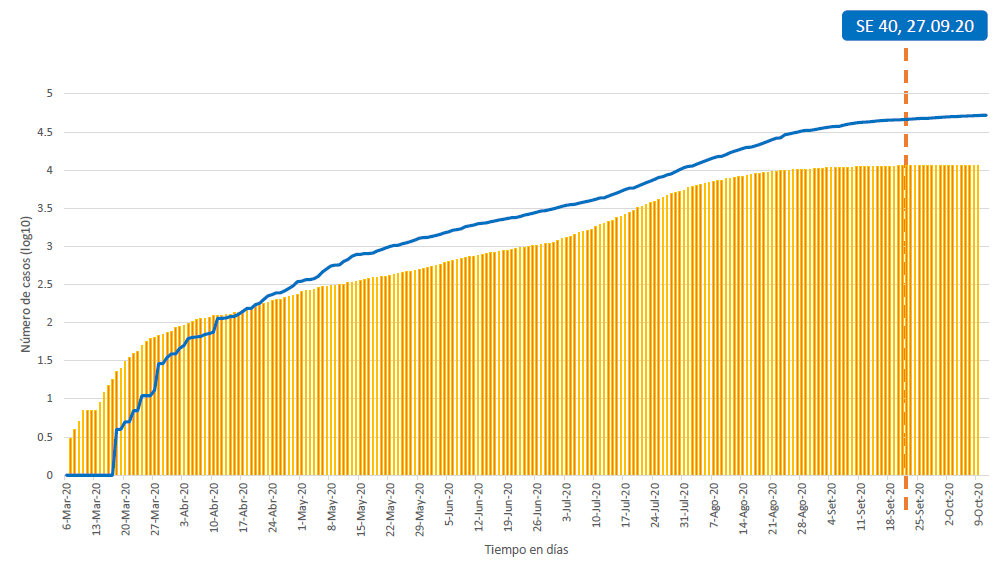 SE 40, 27.09.20
Número de casos (log10)
5
4.5
4
3.5
3
2.5
2
1.5
1
0.5
0
6-Mar-20
13-Mar-20
20-Mar-20
27-Mar-20
3-Abr-20
10-Abr-20
17-Abr-20
24-Abr-20
1-May-20
8-May-20
15-May-20
22-May-20
29-May-20
5-Jun-20
12-Jun-20
19-Jun-20
26-Jun-20
3-Jul-20
10-Jul-20
17-Jul-20
24-Jul-20
31-Jul-20
7-Ago-20
14-Ago-20
21-Ago-20
28-Ago-20
4-Set-20
11-Set-20
18-Set-20
25-Set-20
2-Oct-20
9-Oct-20
Tiempo en días